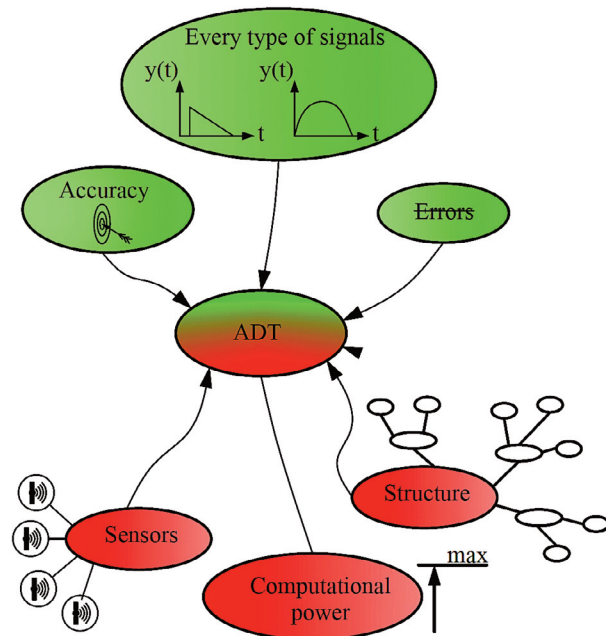 Every type of signals
y(t)
y(t)
t
t
Accuracy
Errors
ADT
Structure
Sensors
max
Computational
power